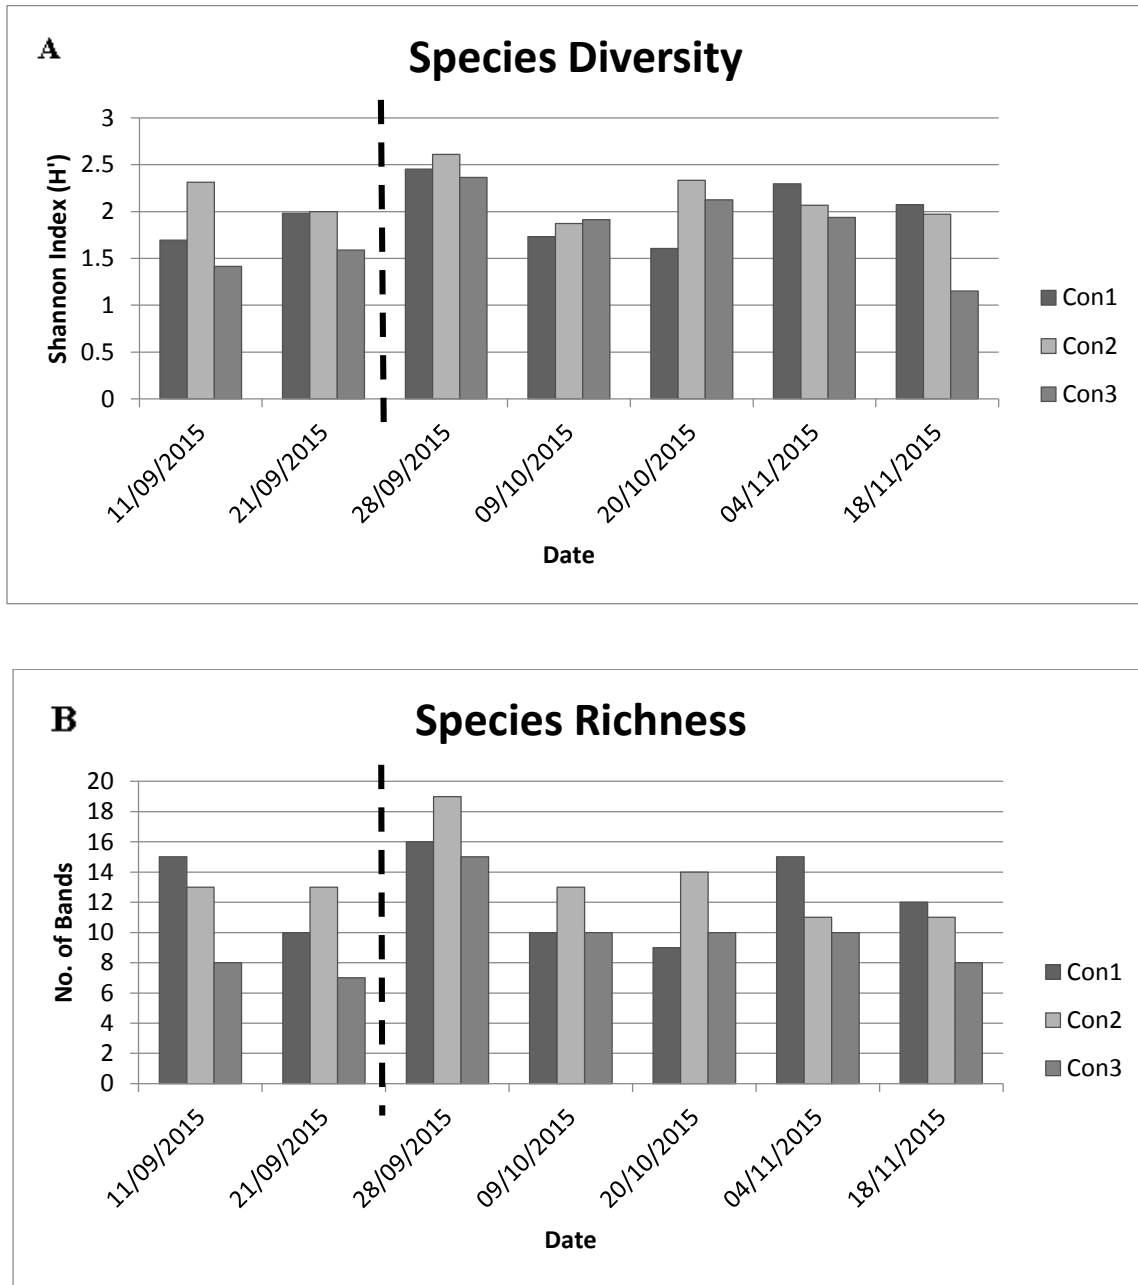 A
Species Diversity
Shannon Index (H')
3
2.5
2
1.5
1
0.5
0
11/09/2015
21/09/2015
28/09/2015
09/10/2015
20/10/2015
04/11/2015
18/11/2015
Date
Con1
Con2
Con3
B
Species Richness
No. of Bands
20
18
16
14
12
10
8
6
4
2
0
11/09/2015
21/09/2015
28/09/2015
09/10/2015
20/10/2015
04/11/2015
18/11/2015
Date
Con1
Con2
Con3